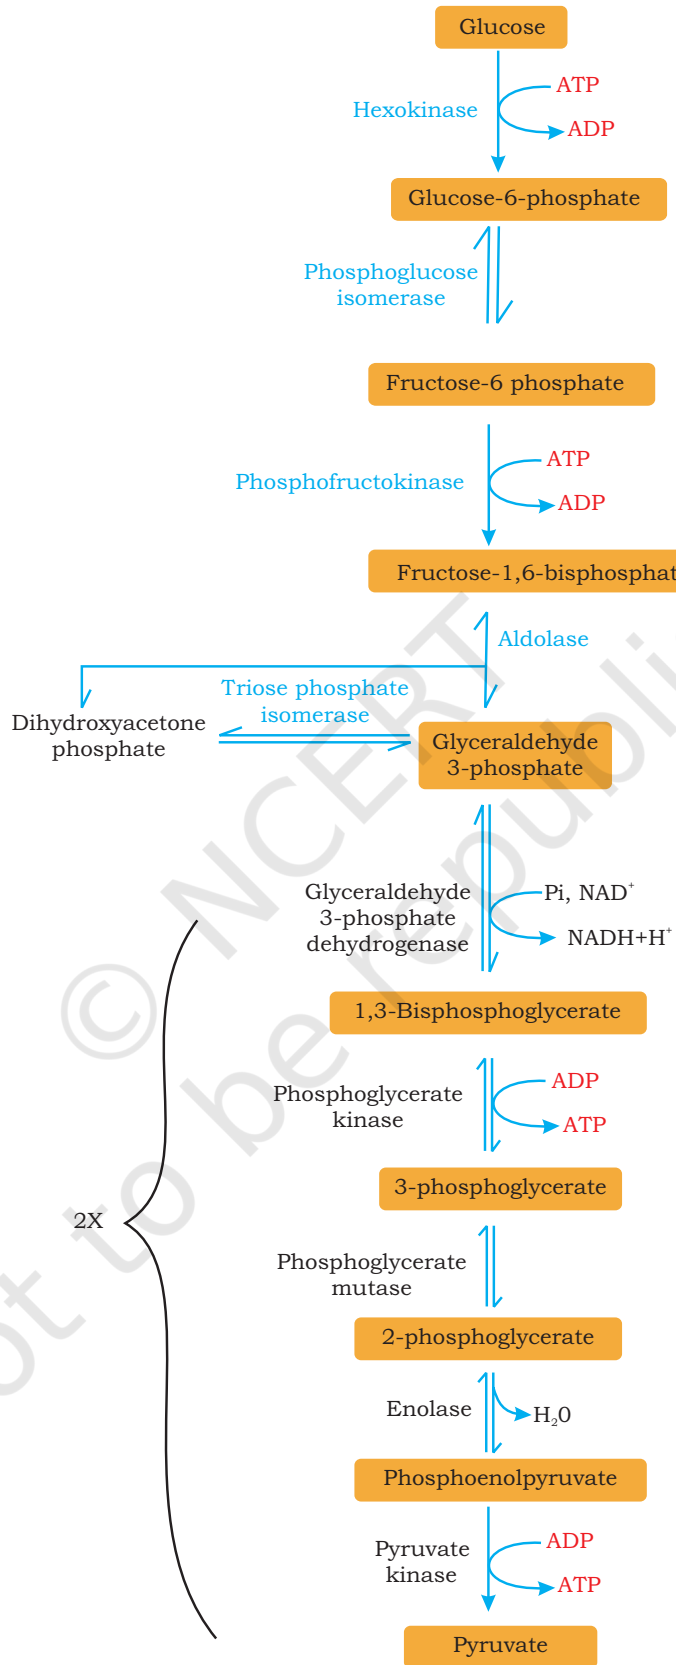 Glucose
ATP
Hexokinase
ADP
Glucose-6-phosphate
Phosphoglucose
isomerase
Fructose-6 phosphate
ATP
Phosphofructokinase
ADP
Fructose-1,6-bisphosphat
Aldolase
Triose phosphate
isomerase
Dihydroxyacetone
phosphate
Glyceraldehyde
3-phosphate
Glyceraldehyde
3-phosphate
dehydrogenase
Pi, NAD⁺
NADH+H⁺
1,3-Bisphosphoglycerate
Phosphoglycerate
kinase
ADP
ATP
3-phosphoglycerate
2X
Phosphoglycerate
mutase
2-phosphoglycerate
Enolase
H₂0
Phosphoenolpyruvate
Pyruvate
kinase
ADP
ATP
Pyruvate
© NCERT
ot to be republi